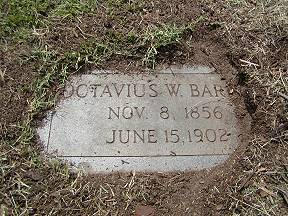 OCTAVIUS W. BAR
NOV. 8, 1856
JUNE 15, 1902